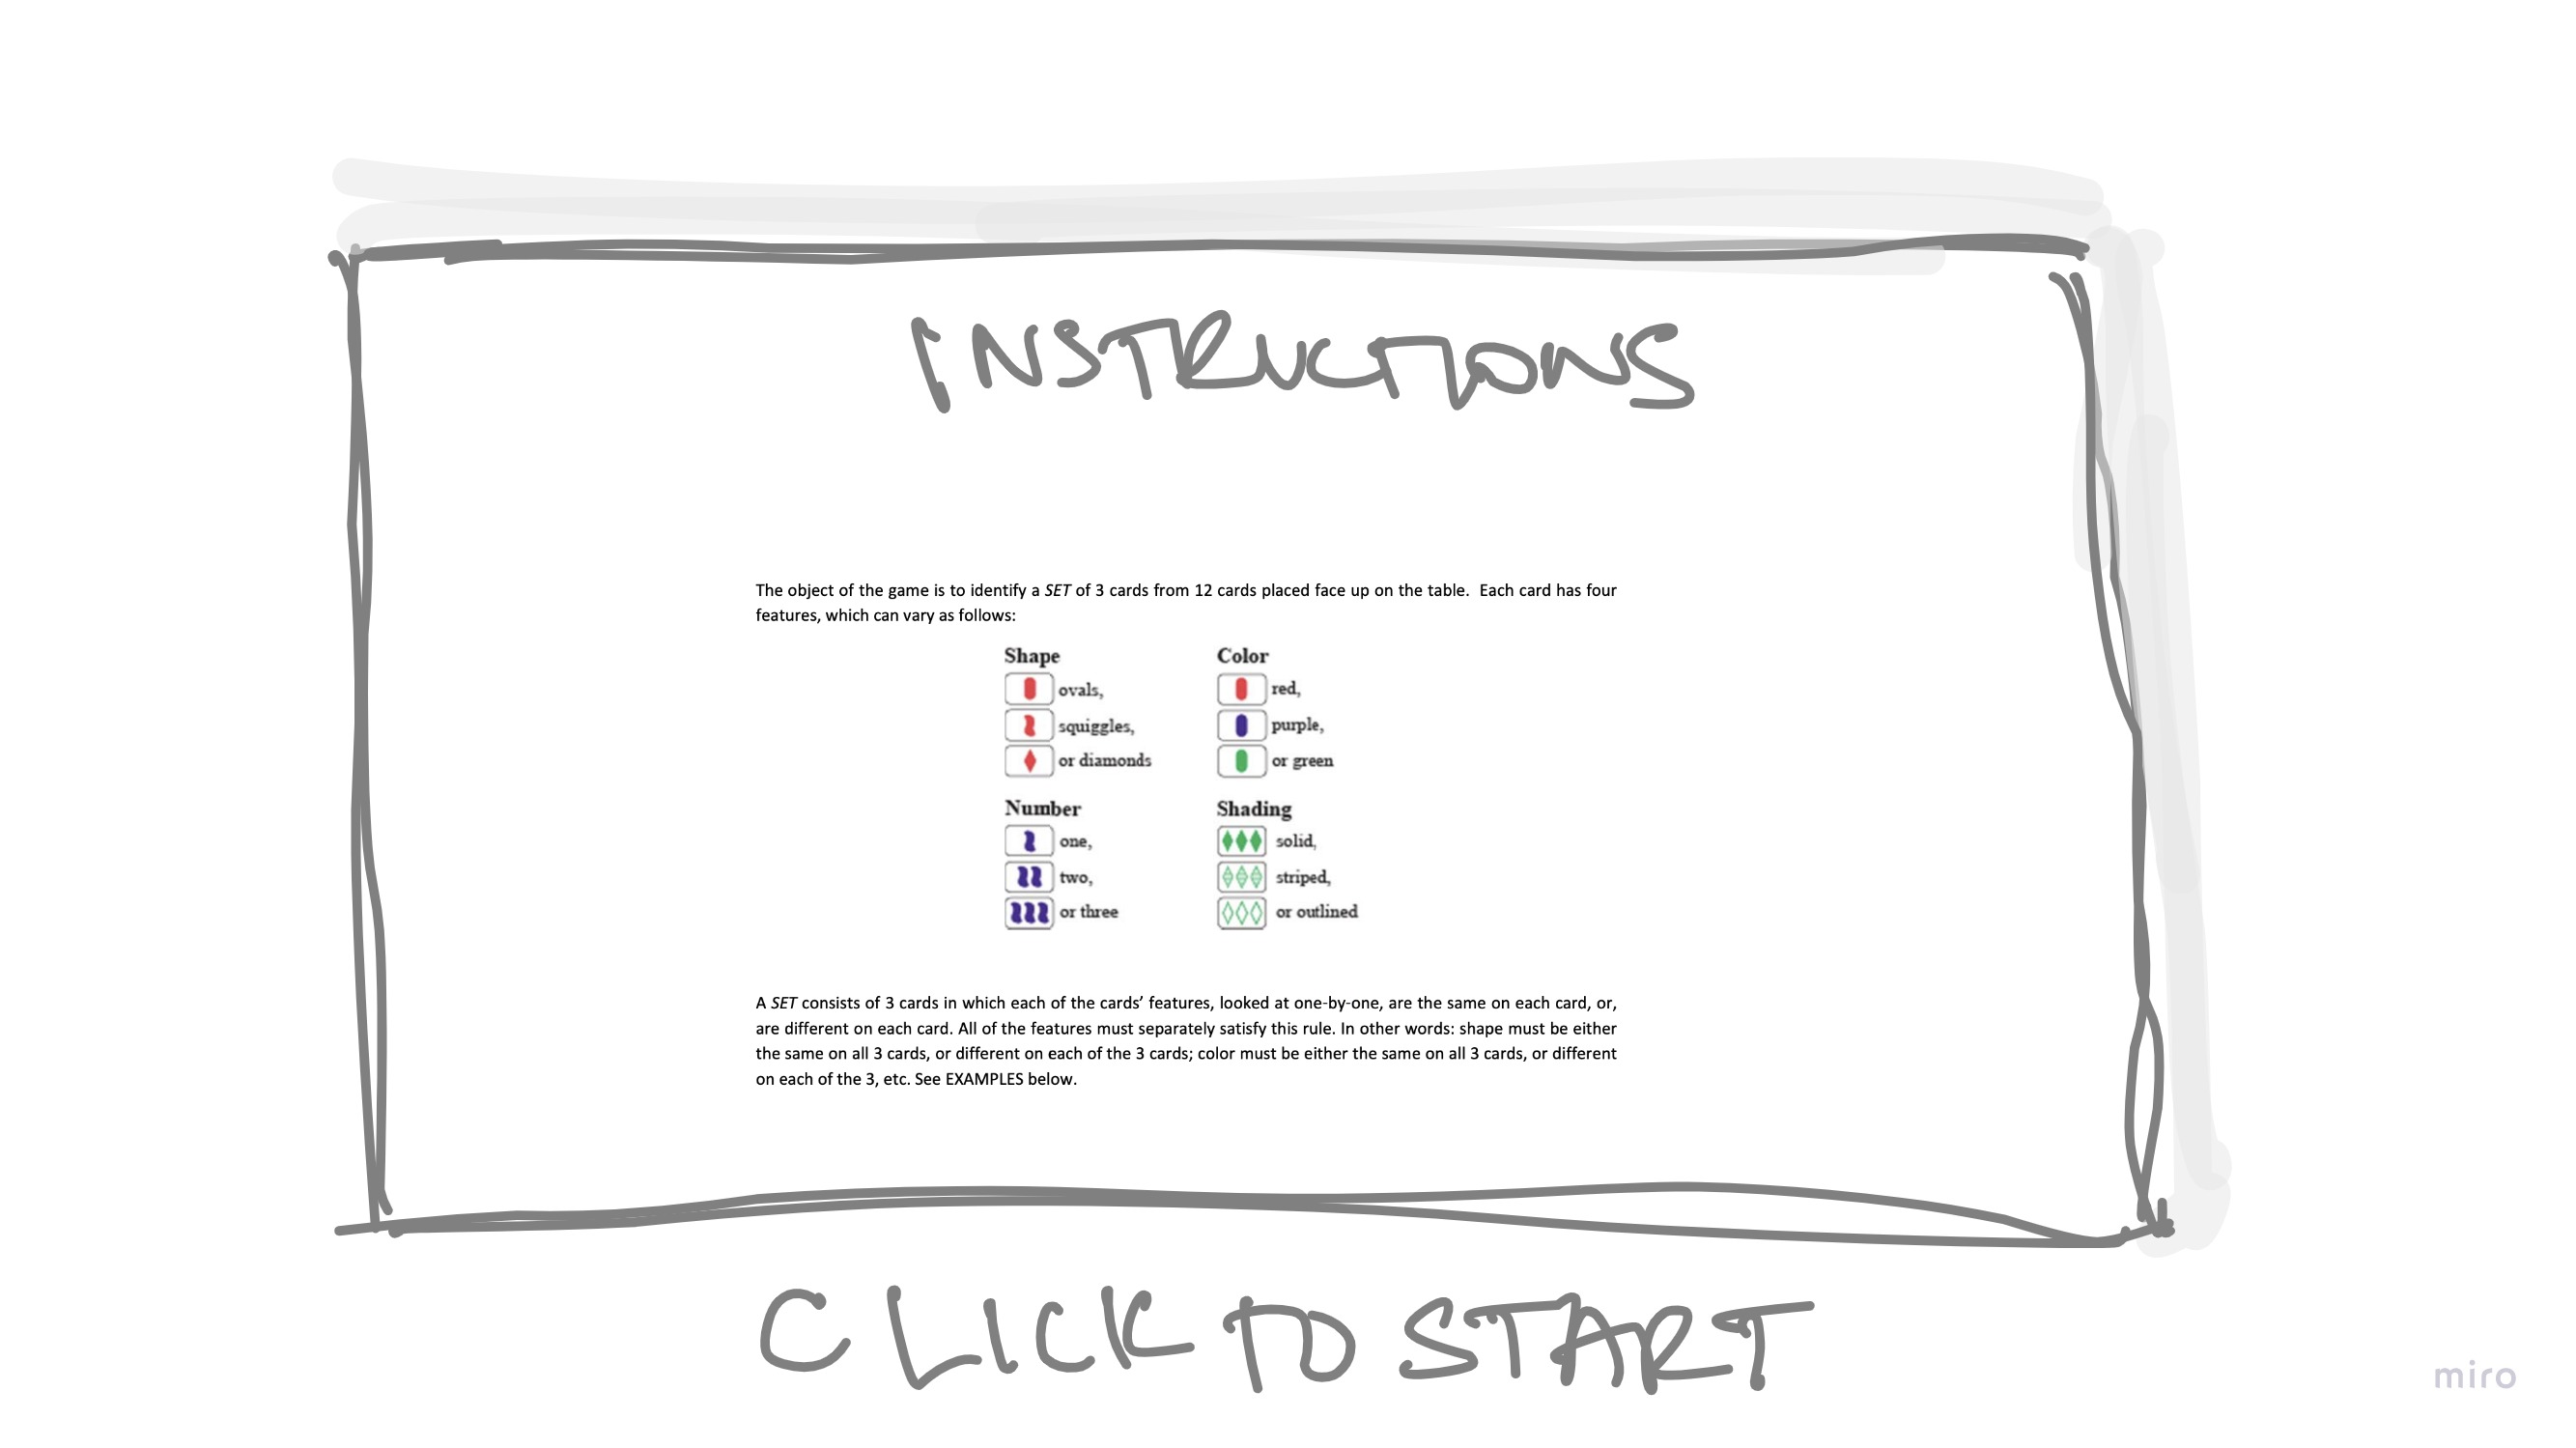 INSTRUCTIONS
The object of the game is to identify a SET of 3 cards from 12 cards placed face up on the table.  Each card has four
features, which can vary as follows:
Shape
ovals,
squiggles,
or diamonds
Color
red,
purple,
or green
Number
one,
two,
or three
Shading
solid,
striped,
or outlined
A SET consists of 3 cards in which each of the cards’ features, looked at one-by-one, are the same on each card, or,
are different on each card. All of the features must separately satisfy this rule. In other words: shape must be either
the same on all 3 cards, or different on each of the 3 cards; color must be either the same on all 3 cards, or different
on each of the 3, etc. See EXAMPLES below.
CLICK TO START
miro